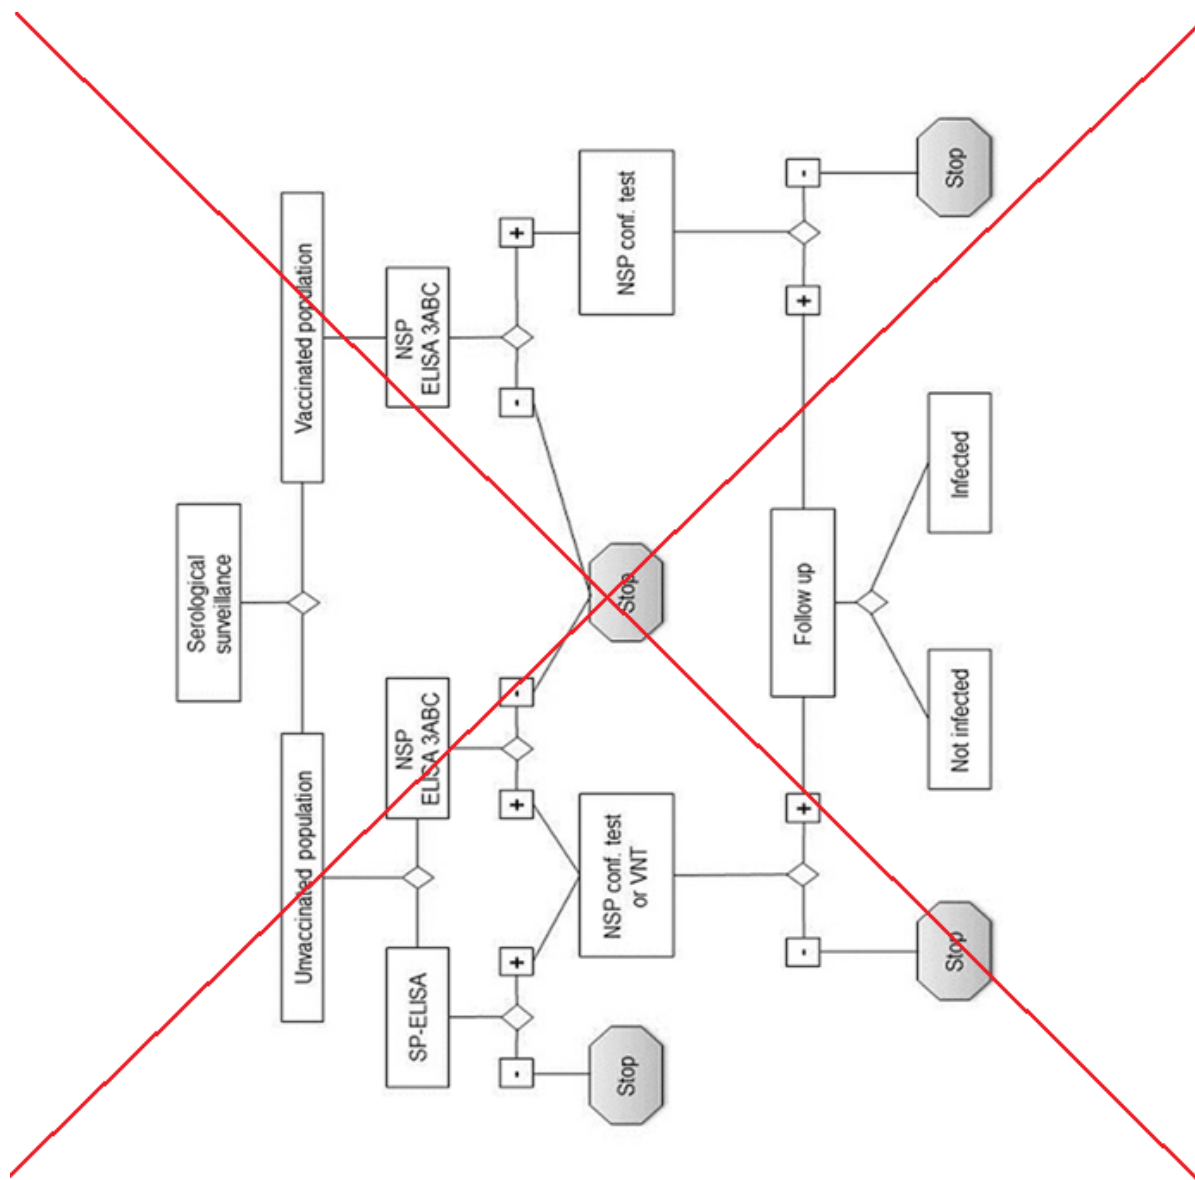 Serological
surveillance
Unvaccinated population
Vaccinated population
SP-ELISA
NSP
ELISA 3ABC
NSP
ELISA 3ABC
-
+
+
-
-
+
Stop
NSP conf. test
or VNT
Stop
NSP conf. test
-
+
Follow up
+
-
Stop
Not infected
Infected
Stop